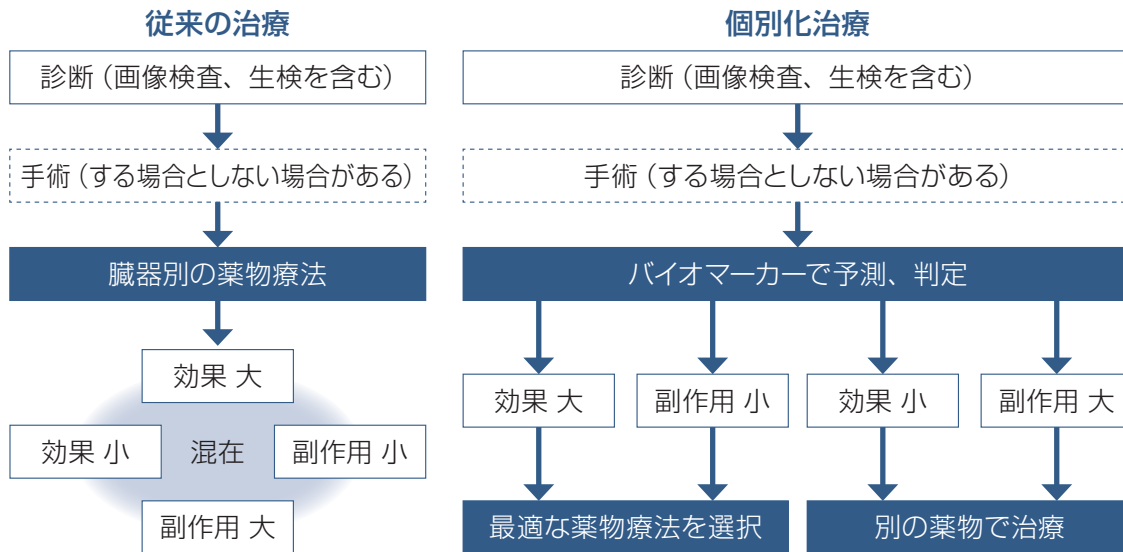 従来の治療
診断（画像検査、生検を含む）
手術（する場合としない場合がある）
臓器別の薬物療法
効果 大
効果 小
混在
副作用 小
副作用 大
個別化治療
診断（画像検査、生検を含む）
手術（する場合としない場合がある）
バイオマーカーで予測、判定
効果 大
副作用 小
効果 小
副作用 大
最適な薬物療法を選択
別の薬物で治療